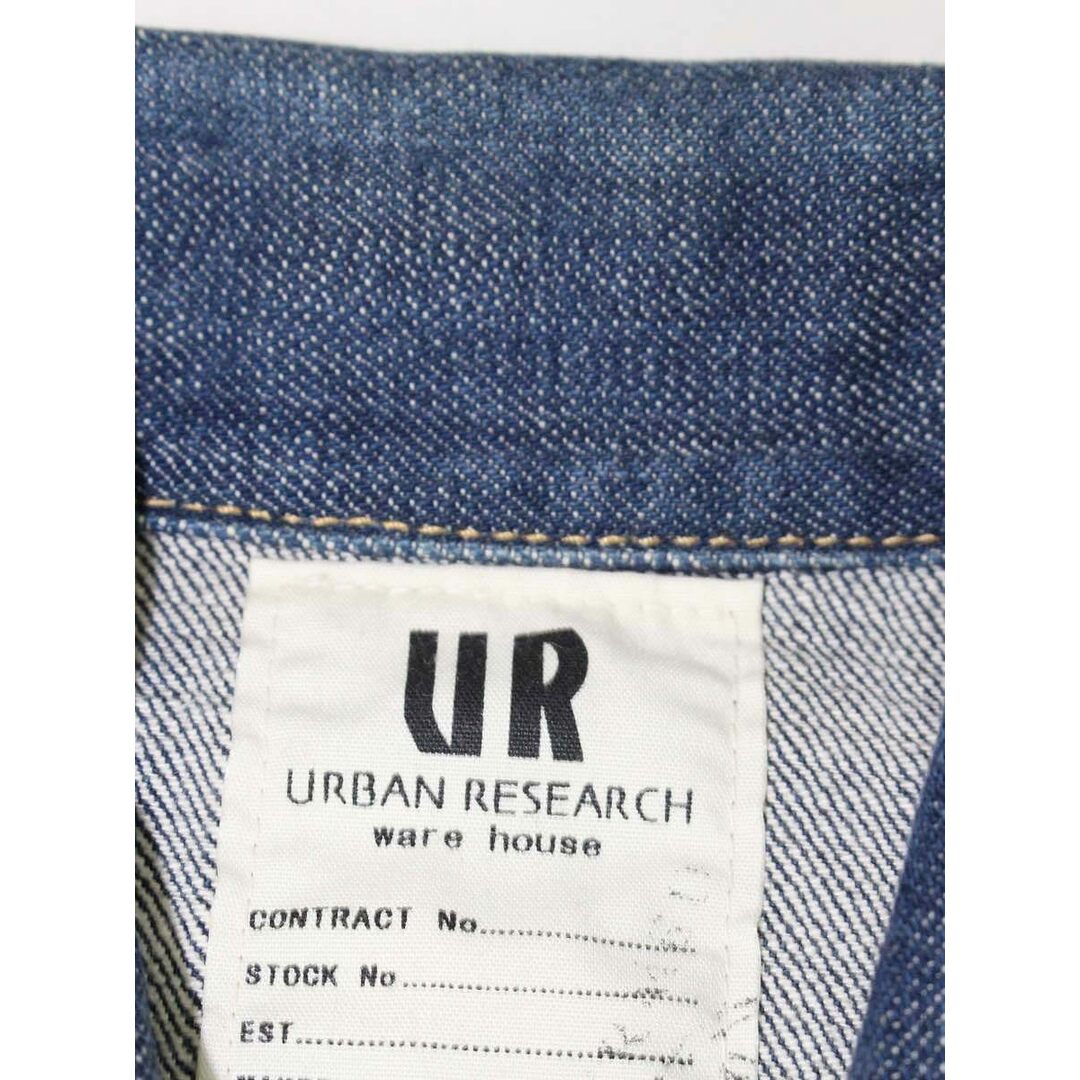 UR
URBAN RESEARCH
ware house
CONTRACT No
STOCK No
EST